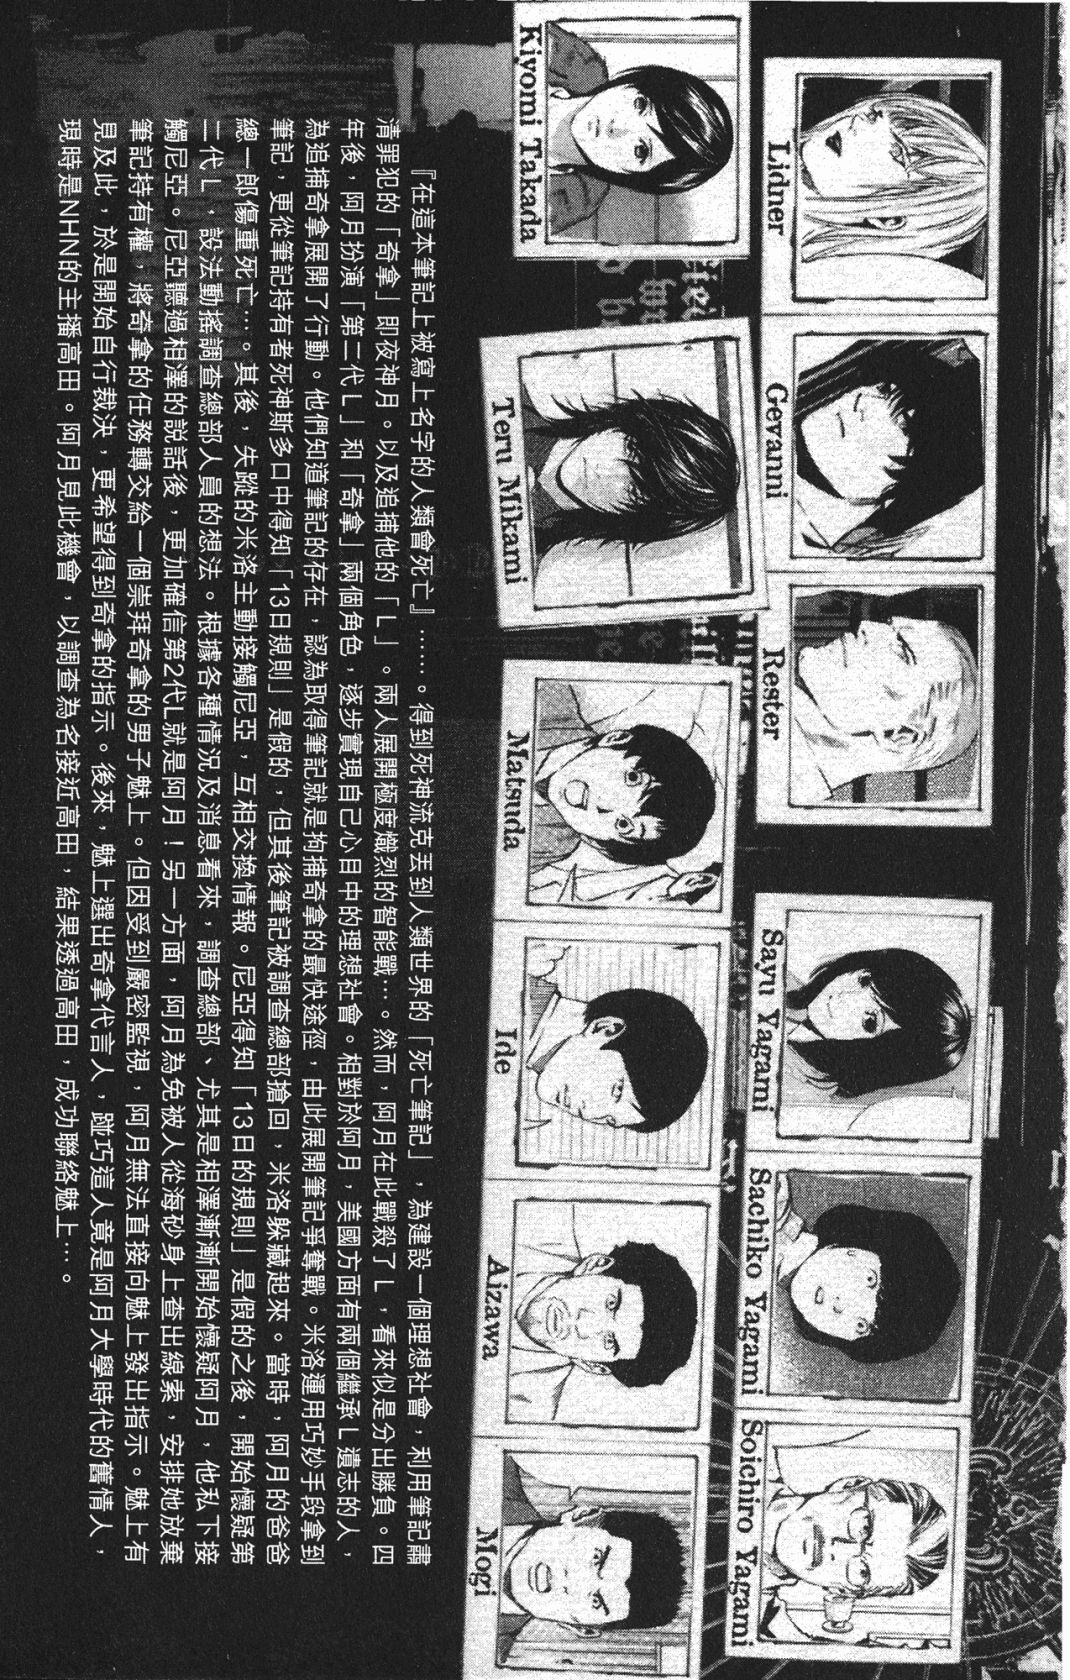 Lidner
Gevanni
Rester
Sayu Yagami
Sachiko Yagami
Soichiro Yagami
Kiyomi Takada
Teru Mikami
Matsuda
Ide
Aizawa
Mogi
『在這本筆記上被寫上名字的人類會死亡』……。得到死神流克丟到人類世界的「死亡筆記」，為建設一個理想社會，利用筆記肅
清罪犯的「奇拿」即夜神月。以及追捕他的「L」。兩人展開極度熾烈的智能戰…。然而，阿月在此戰殺了L，看來似是分出勝負。四
年後，阿月扮演「第二代L」和「奇拿」兩個角色，逐步實現自己心目中的理想社會。相對於阿月，美國方面有兩個繼承L遺志的人，
為追捕奇拿展開了行動。他們知道筆記的存在，認為取得筆記就是拘捕奇拿的最快途徑，由此展開筆記爭奪戰。米洛運用巧妙手段拿到
筆記，更從筆記持有者死神斯多口中得知「13日規則」是假的，但其後筆記被調查總部搶回，米洛躲藏起來。當時，阿月的爸爸
總一郎傷重死亡…。其後，失蹤的米洛主動接觸尼亞，互相交換情報。尼亞得知「13日的規則」是假的之後，開始懷疑第
二代L，設法動搖調查總部人員的想法。根據各種情況及消息看來，調查總部、尤其是相澤漸漸開始懷疑阿月，他私下接
觸尼亞。尼亞聽過相澤的説話後，更加確信第2代L就是阿月！另一方面，阿月為免被人從海砂身上查出線索，安排她放棄
筆記持有權，將奇拿的任務轉交給一個崇拜奇拿的男子魅上。但因受到嚴密監視，阿月無法直接向魅上發出指示。魅上有
見及此，於是開始自行裁決，更希望得到奇拿的指示。後來，魅上選出奇拿代言人，踫巧這人竟是阿月大學時代的舊情人，
現時是NHN的主播高田。阿月見此機會，以調查為名接近高田，結果透過高田，成功聯絡魅上…。